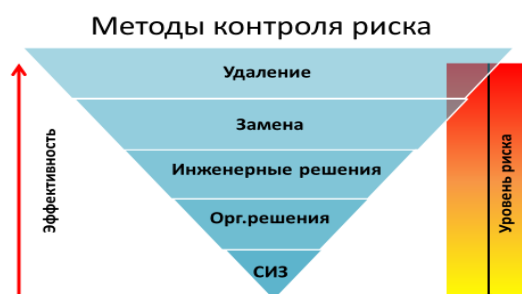 Методы контроля риска
Удаление
Замена
Инженерные решения
Орг.решения
СИЗ
Эффективность
Уровень риска